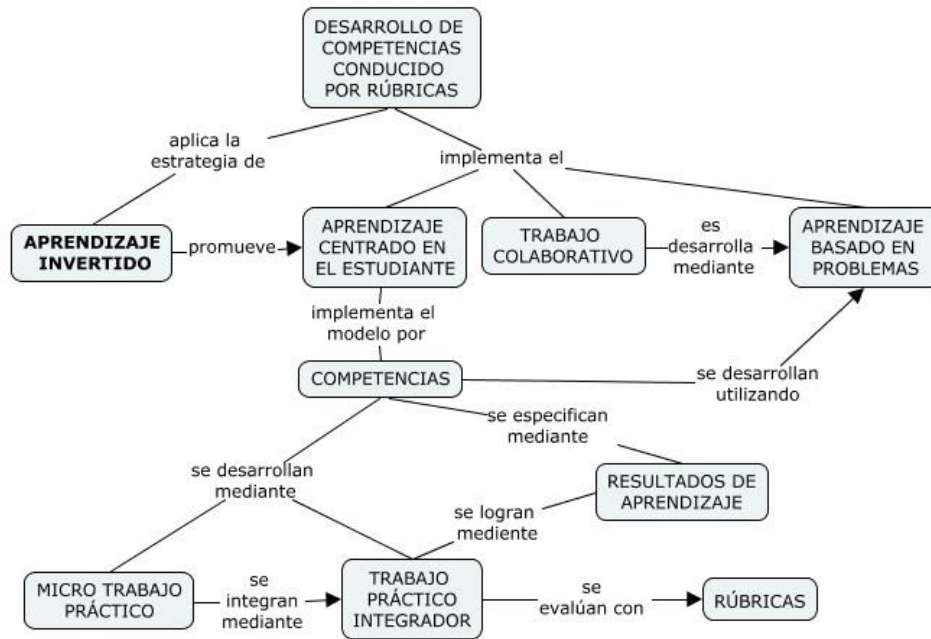 DESARROLLO DE
COMPETENCIAS
CONDUCIDO
POR RÚBRICAS
aplica la
estrategia de
implementa el
APRENDIZAJE
INVERTIDO
promueve
APRENDIZAJE
CENTRADO EN
EL ESTUDIANTE
TRABAJO
COLABORATIVO
es
desarrolla
mediante
APRENDIZAJE
BASADO EN
PROBLEMAS
implementa el
modelo por
COMPETENCIAS
se desarrollan
utilizando
se especifican
mediante
se desarrollan
mediante
RESULTADOS DE
APRENDIZAJE
se logran
mediente
MICRO TRABAJO
PRÁCTICO
se
integran
mediante
TRABAJO
PRÁCTICO
INTEGRADOR
se
evalúan con
RÚBRICAS